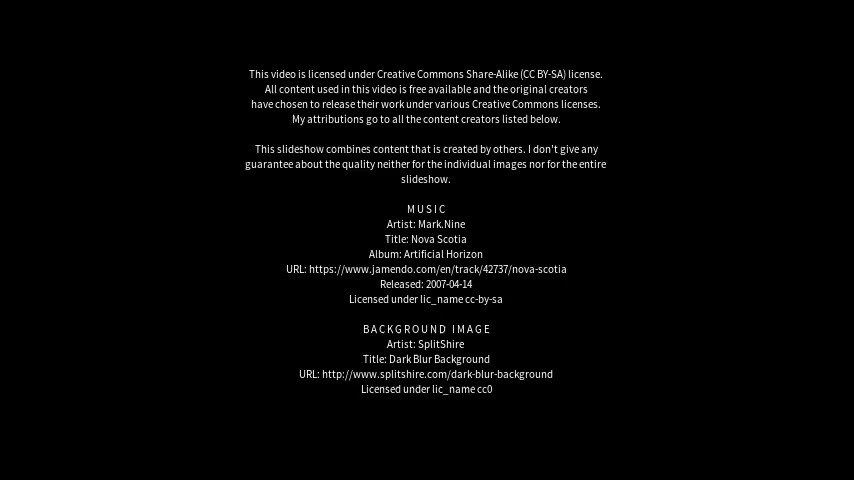 This video is licensed under Creative Commons Share-Alike (CC BY-SA) license.
All content used in this video is free available and the original creators
have chosen to release their work under various Creative Commons licenses.
My attributions go to all the content creators listed below.
This slideshow combines content that is created by others. I don't give any
guarantee about the quality neither for the individual images nor for the entire
slideshow.
MUSIC
Artist: Mark.Nine
Title: Nova Scotia
Album: Artificial Horizon
URL: https://www.jamendo.com/en/track/42737/nova-scotia
Released: 2007-04-14
Licensed under lic_name cc-by-sa
BACKGROUND IMAGE
Artist: SplitShire
Title: Dark Blur Background
URL: http://www.splitshire.com/dark-blur-background
Licensed under lic_name cc0